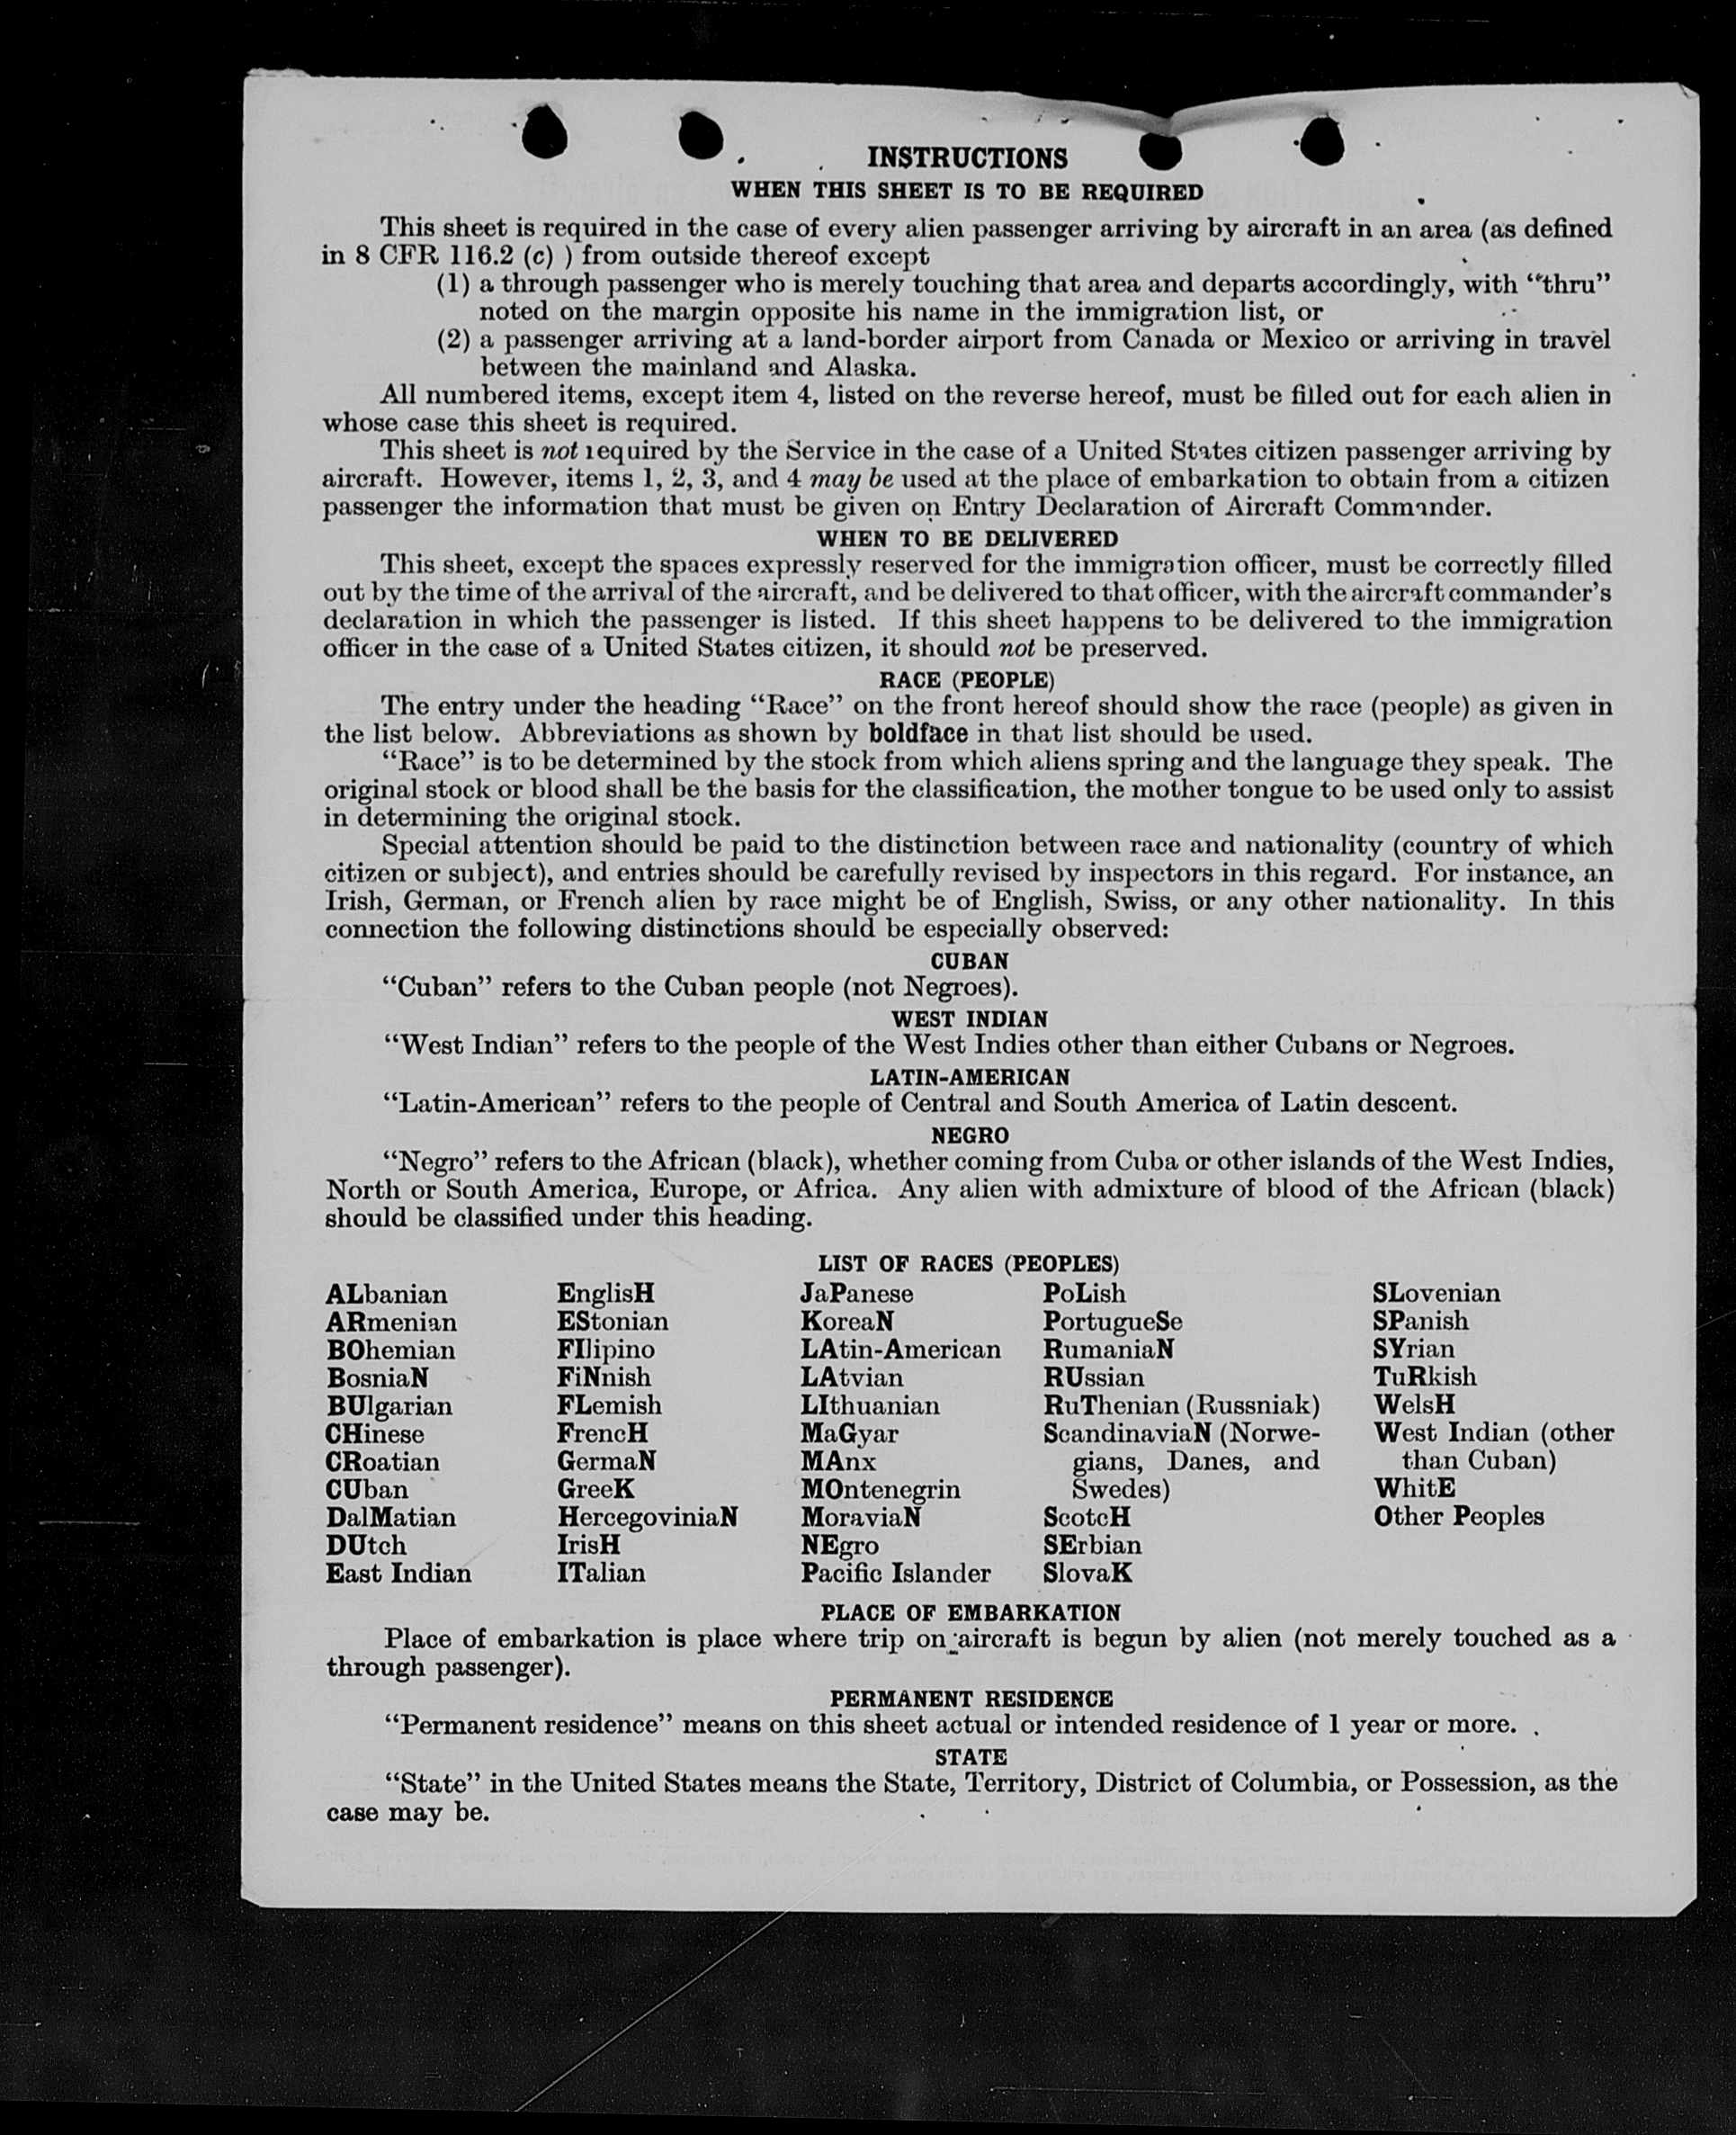 INSTRUCTIONS
WHEN THIS SHEET IS TO BE REQUIRED
This sheet is required in the case of every alien passenger arriving by aircraft in an area (as defined
in 8 CFR 116.2 (c) ) from outside thereof except
(1) a through passenger who is merely touching that area and departs accordingly, with “thru”
noted on the margin opposite his name in the immigration list, or
(2) a passenger arriving at a land-border airport from Canada or Mexico or arriving in travel
between the mainland and Alaska.
All numbered items, except item 4, listed on the reverse hereof, must be filled out for each alien in
whose case this sheet is required.
This sheet is not required by the Service in the case of a United States citizen passenger arriving by
aircraft. However, items 1, 2, 3, and 4 may be used at the place of embarkation to obtain from a citizen
passenger the information that must be given on Entry Declaration of Aircraft Commander.
WHEN TO BE DELIVERED
This sheet, except the spaces expressly reserved for the immigration officer, must be correctly filled
out by the time of the arrival of the aircraft, and be delivered to that officer, with the aircraft commander’s
declaration in which the passenger is listed. If this sheet happens to be delivered to the immigration
officer in the case of a United States citizen, it should not be preserved.
RACE (PEOPLE)
The entry under the heading “Race” on the front hereof should show the race (people) as given in
the list below. Abbreviations as shown by boldface in that list should be used.
“Race” is to be determined by the stock from which aliens spring and the language they speak. The
original stock or blood shall be the basis for the classification, the mother tongue to be used only to assist
in determining the original stock.
Special attention should be paid to the distinction between race and nationality (country of which
citizen or subject), and entries should be carefully revised by inspectors in this regard. For instance, an
Irish, German, or French alien by race might be of English, Swiss, or any other nationality. In this
connection the following distinctions should be especially observed:
CUBAN
“Cuban” refers to the Cuban people (not Negroes).
WEST INDIAN
“West Indian” refers to the people of the West Indies other than either Cubans or Negroes.
LATIN-AMERICAN
“Latin-American” refers to the people of Central and South America of Latin descent.
NEGRO
“Negro” refers to the African (black), whether coming from Cuba or other islands of the West Indies,
North or South America, Europe, or Africa. Any alien with admixture of blood of the African (black)
should be classified under this heading.
LIST OF RACES (PEOPLES)
ALbanian
ARmenian
BOhemian
BosniaN
BUlgarian
CHinese
CRoatian
CUban
DalMatian
DUtch
East Indian
EnglisH
EStonian
FIlipino
FiNnish
FLemish
FrencH
GermaN
GreeK
HercegoviniaN
IrisH
ITalian
JaPanese
KoreaN
LAtin-American
LAtvian
LIthuanian
MaGyar
MAnx
MOntenegrin
MoraviaN
NEgro
Pacific Islander
PoLish
PortugueSe
RumaniaN
RUssian
RuThenian (Russniak)
ScandinaviaN (Norwe-
gians, Danes, and
Swedes)
ScotcH
SErbian
SlovaK
SLovenian
SPanish
SYrian
TuRkish
WelsH
West Indian (other
than Cuban)
WhitE
Other Peoples
PLACE OF EMBARKATION
Place of embarkation is place where trip on aircraft is begun by alien (not merely touched as a
through passenger).
PERMANENT RESIDENCE
“Permanent residence” means on this sheet actual or intended residence of 1 year or more.
STATE
“State” in the United States means the State, Territory, District of Columbia, or Possession, as the
case may be.